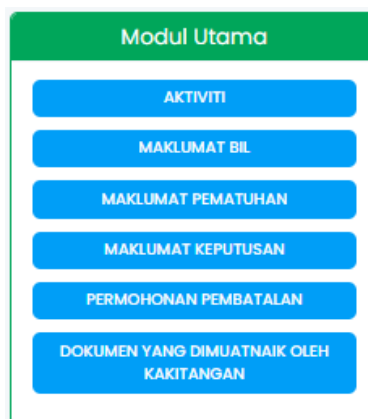 Modul Utama
AKTIVITI
MAKLUMAT BIL
MAKLUMAT PEMATUHAN
MAKLUMAT KEPUTUSAN
PERMOHONAN PEMBATALAN
DOKUMEN YANG DIMUATNAIK OLEH
KAKITANGAN